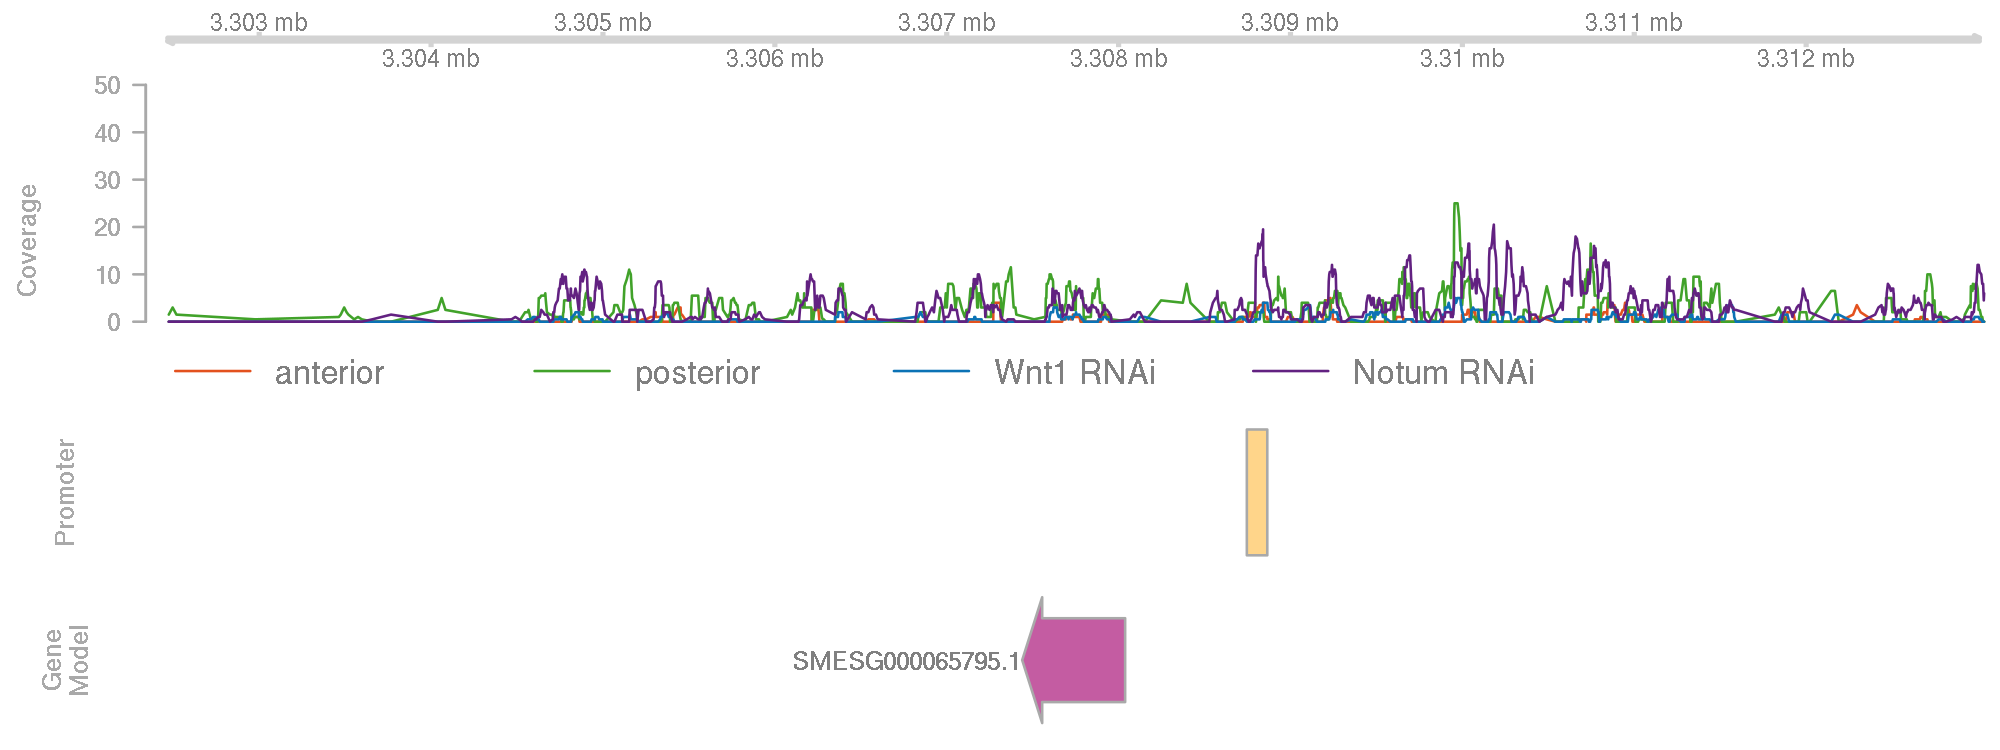 3.303 mb 3.305 mb 3.307 mb 3.309 mb 3.311 mb
3.304 mb 3.306 mb 3.308 mb 3.31 mb 3.312 mb
50
40
30
20
10
0
Coverage
anterior posterior Wnt1 RNAi Notum RNAi
Promoter
Gene
Model
SMESG000065795.1